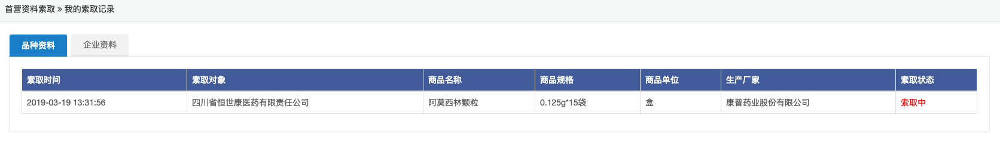 首营资料索取 » 我的索取记录
品种资料 企业资料
索取时间 索取对象 商品名称 商品规格 商品单位 生产厂家 索取状态
2019-03-19 13:31:56 四川省恒世康医药有限责任公司 阿莫西林颗粒 0.125g*15袋 盒 康普药业股份有限公司 索取中